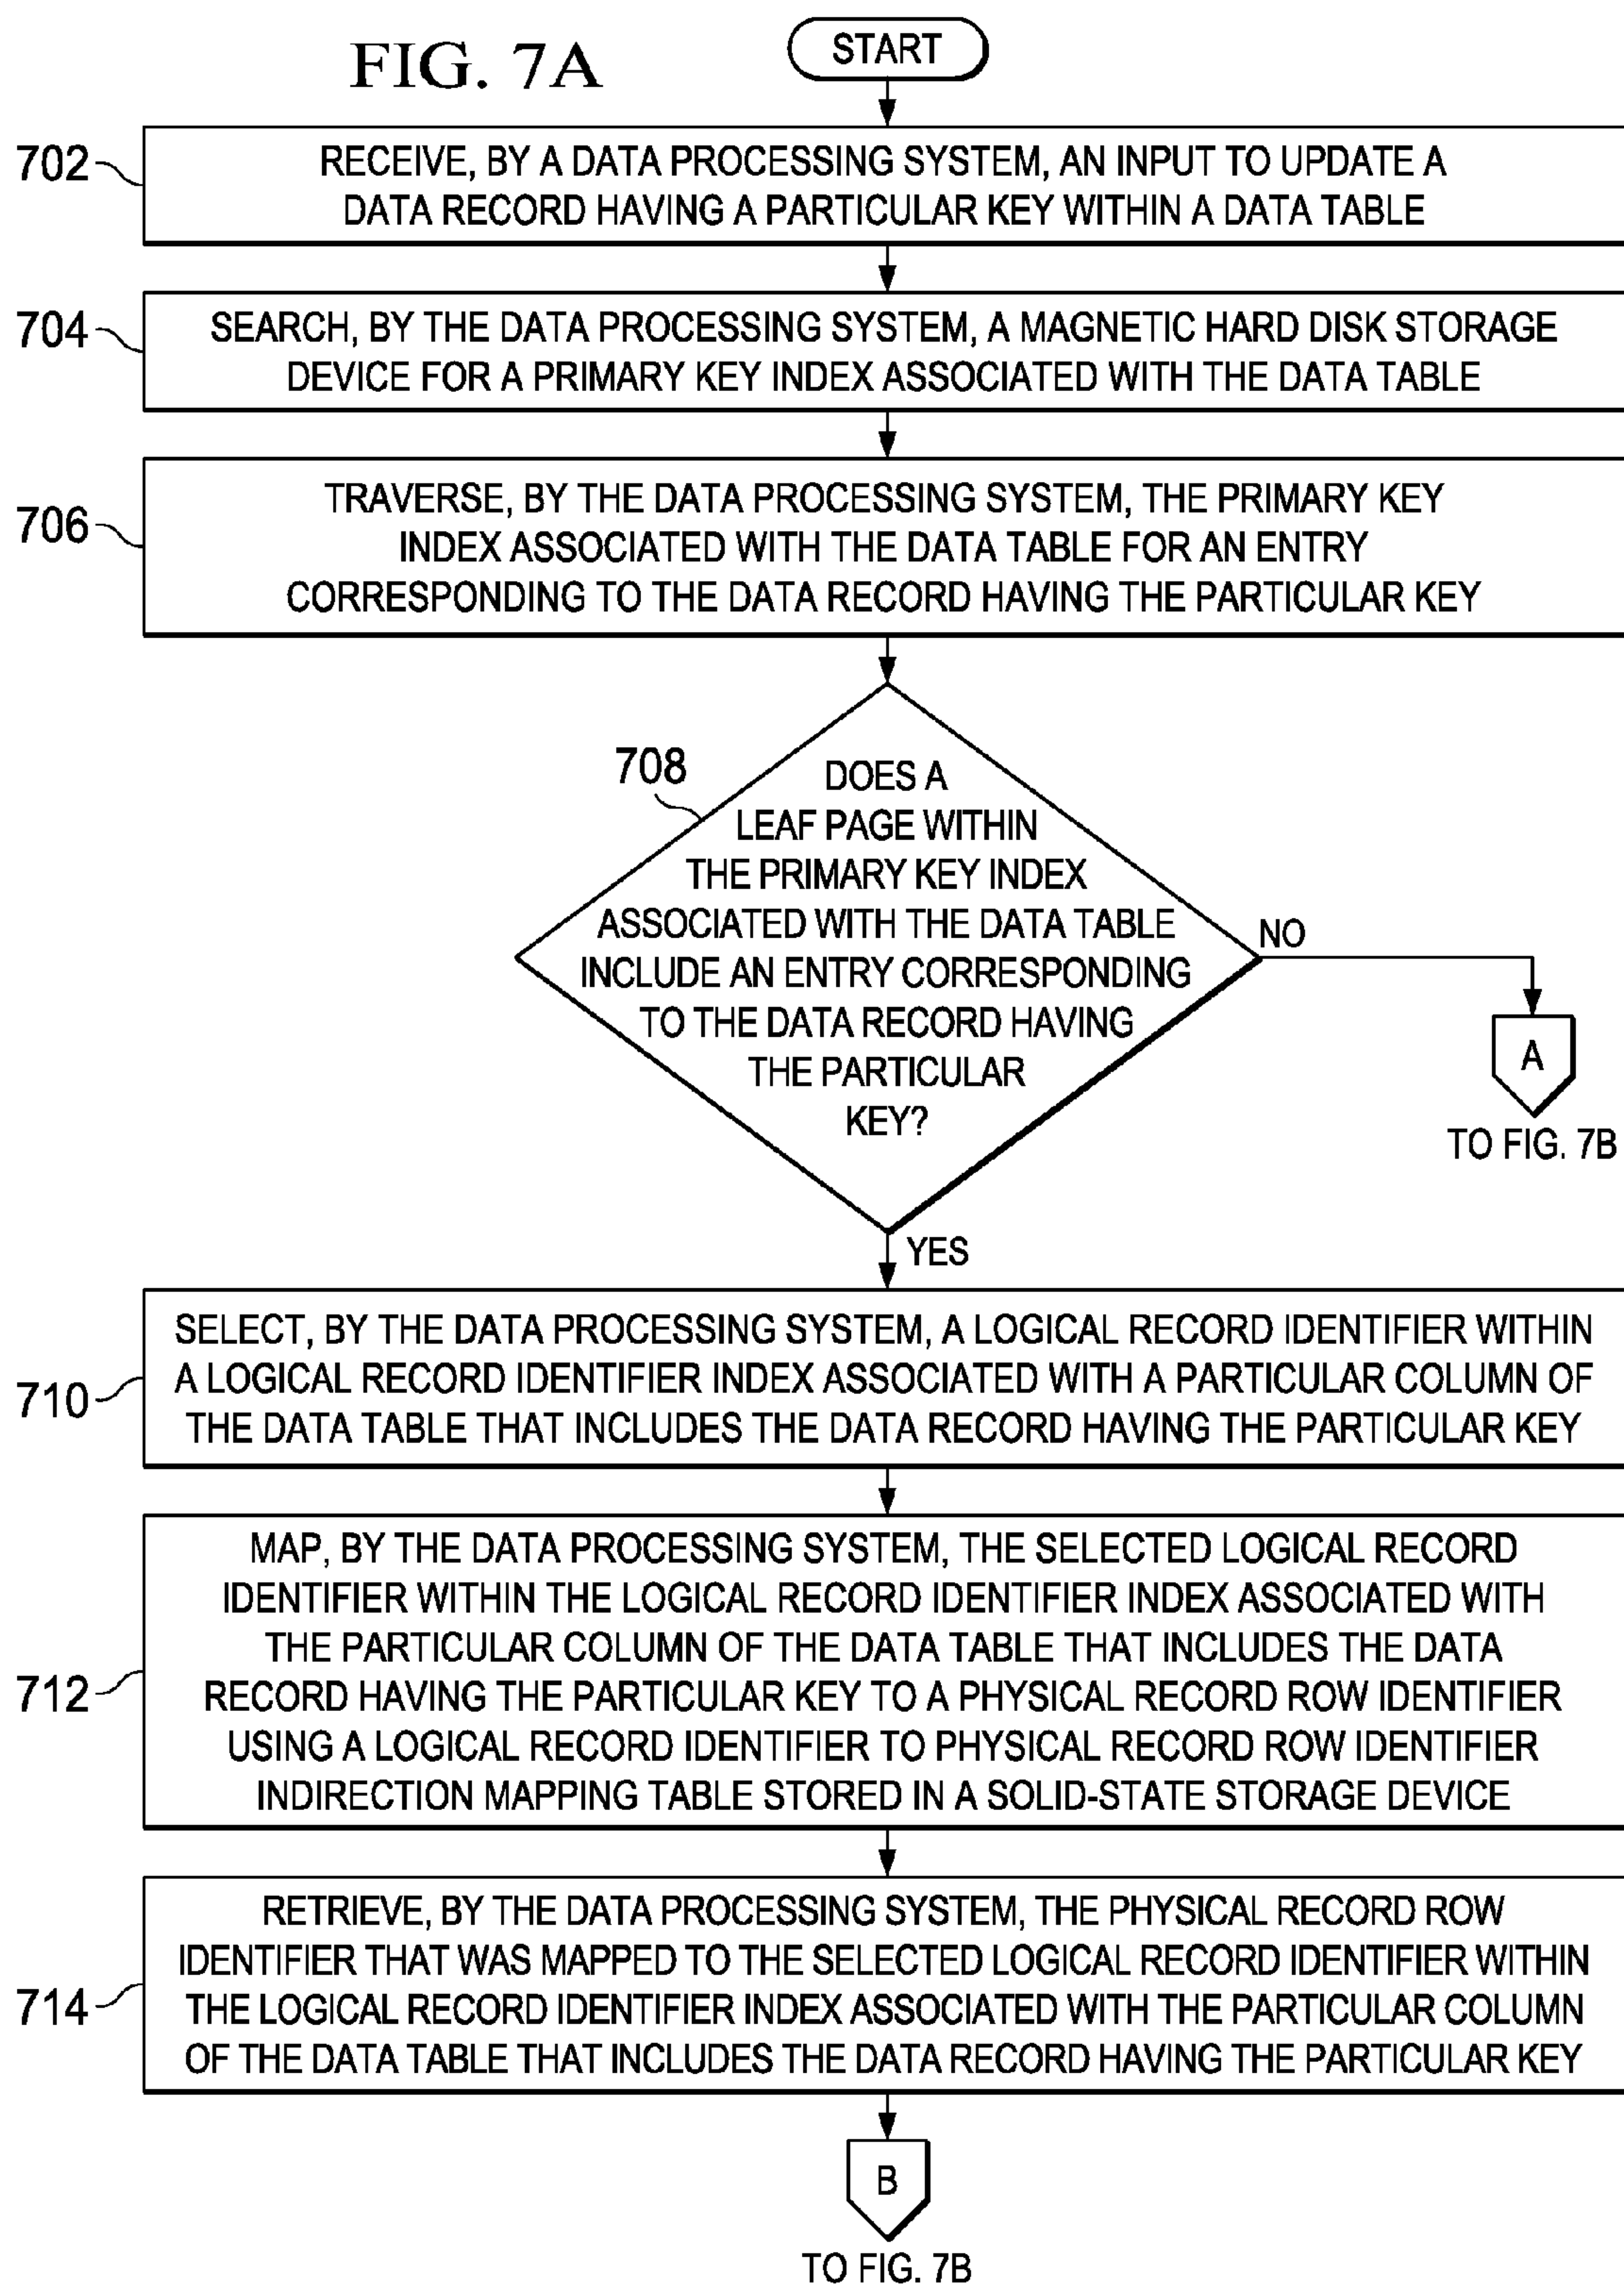 FIG. 7A
START
702
RECEIVE, BY A DATA PROCESSING SYSTEM, AN INPUT TO UPDATE A
DATA RECORD HAVING A PARTICULAR KEY WITHIN A DATA TABLE
704
SEARCH, BY THE DATA PROCESSING SYSTEM, A MAGNETIC HARD DISK STORAGE
DEVICE FOR A PRIMARY KEY INDEX ASSOCIATED WITH THE DATA TABLE
706
TRAVERSE, BY THE DATA PROCESSING SYSTEM, THE PRIMARY KEY
INDEX ASSOCIATED WITH THE DATA TABLE FOR AN ENTRY
CORRESPONDING TO THE DATA RECORD HAVING THE PARTICULAR KEY
708
DOES A
LEAF PAGE WITHIN
THE PRIMARY KEY INDEX
ASSOCIATED WITH THE DATA TABLE
INCLUDE AN ENTRY CORRESPONDING
TO THE DATA RECORD HAVING
THE PARTICULAR
KEY?
NO
A
TO FIG. 7B
YES
710
SELECT, BY THE DATA PROCESSING SYSTEM, A LOGICAL RECORD IDENTIFIER WITHIN
A LOGICAL RECORD IDENTIFIER INDEX ASSOCIATED WITH A PARTICULAR COLUMN OF
THE DATA TABLE THAT INCLUDES THE DATA RECORD HAVING THE PARTICULAR KEY
712
MAP, BY THE DATA PROCESSING SYSTEM, THE SELECTED LOGICAL RECORD
IDENTIFIER WITHIN THE LOGICAL RECORD IDENTIFIER INDEX ASSOCIATED WITH
THE PARTICULAR COLUMN OF THE DATA TABLE THAT INCLUDES THE DATA
RECORD HAVING THE PARTICULAR KEY TO A PHYSICAL RECORD ROW IDENTIFIER
USING A LOGICAL RECORD IDENTIFIER TO PHYSICAL RECORD ROW IDENTIFIER
INDIRECTION MAPPING TABLE STORED IN A SOLID-STATE STORAGE DEVICE
714
RETRIEVE, BY THE DATA PROCESSING SYSTEM, THE PHYSICAL RECORD ROW
IDENTIFIER THAT WAS MAPPED TO THE SELECTED LOGICAL RECORD IDENTIFIER WITHIN
THE LOGICAL RECORD IDENTIFIER INDEX ASSOCIATED WITH THE PARTICULAR COLUMN
OF THE DATA TABLE THAT INCLUDES THE DATA RECORD HAVING THE PARTICULAR KEY
B
TO FIG. 7B